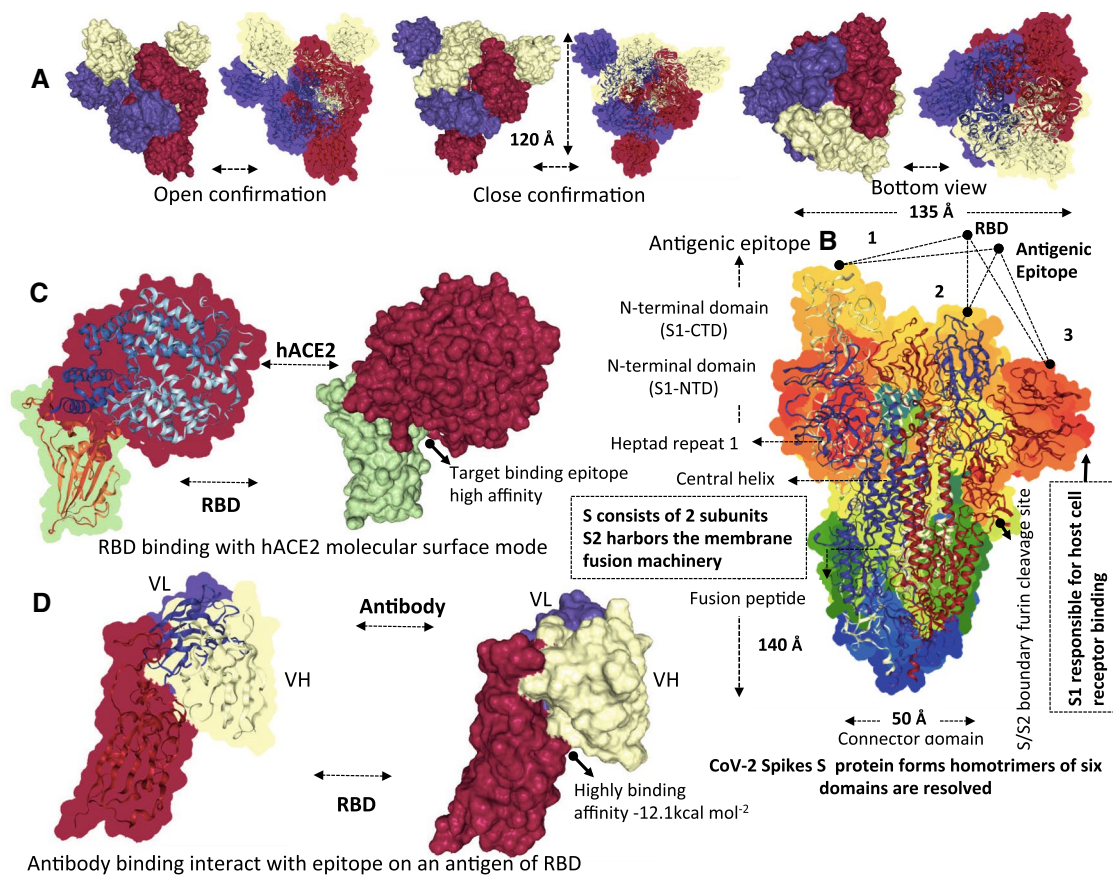 A
120 Å
Open confirmation
Close confirmation
Bottom view
135 Å
B
Antigenic epitope
1
RBD
Antigenic
Epitope
2
3
N-terminal domain
(S1-CTD)
N-terminal domain
(S1-NTD)
Heptad repeat 1
Central helix
S consists of 2 subunits
S2 harbors the membrane
fusion machinery
Fusion peptide
140 Å
50 Å
Connector domain
S/S2 boundary furin cleavage site
S1 responsible for host cell
receptor binding
CoV-2 Spikes S protein forms homotrimers of six
domains are resolved
C
hACE2
RBD
Target binding epitope
high affinity
RBD binding with hACE2 molecular surface mode
D
VL
VH
Antibody
VL
VH
RBD
Highly binding
affinity -12.1kcal mol⁻²
Antibody binding interact with epitope on an antigen of RBD